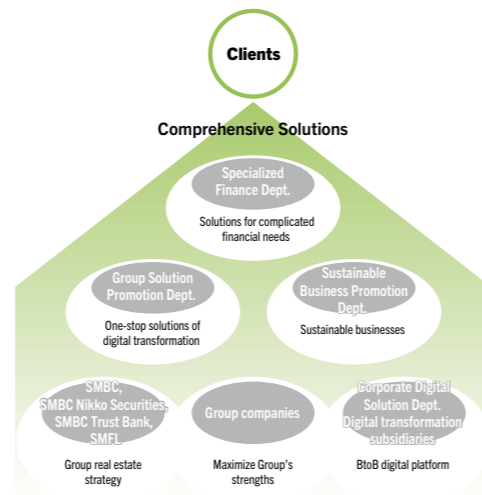 Clients
Comprehensive Solutions
Specialized
Finance Dept.
Solutions for complicated
financial needs
Group Solution
Promotion Dept.
One-stop solutions of
digital transformation
Sustainable
Business Promotion
Dept.
Sustainable businesses
SMBC,
SMBC Nikko Securities,
SMBC Trust Bank,
SMFL
Group real estate
strategy
Group companies
Maximize Group's
strengths
Corporate Digital
Solution Dept.
Digital transformation
subsidiaries
BtoB digital platform